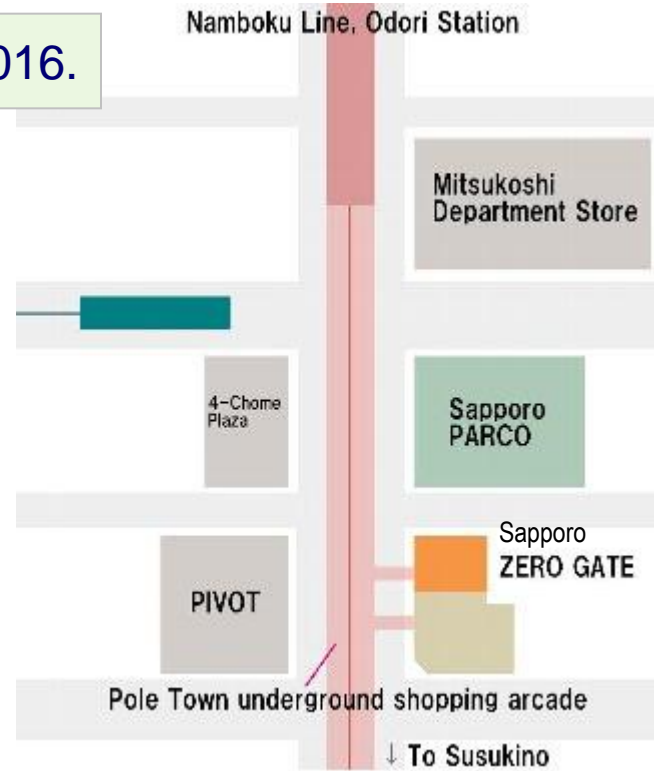 Namboku Line, Odori Station
016.
Mitsukoshi
Department Store
4-Chome
Plaza
Sapporo
PARCO
Sapporo
ZERO GATE
PIVOT
Pole Town underground shopping arcade
↓ To Susukino